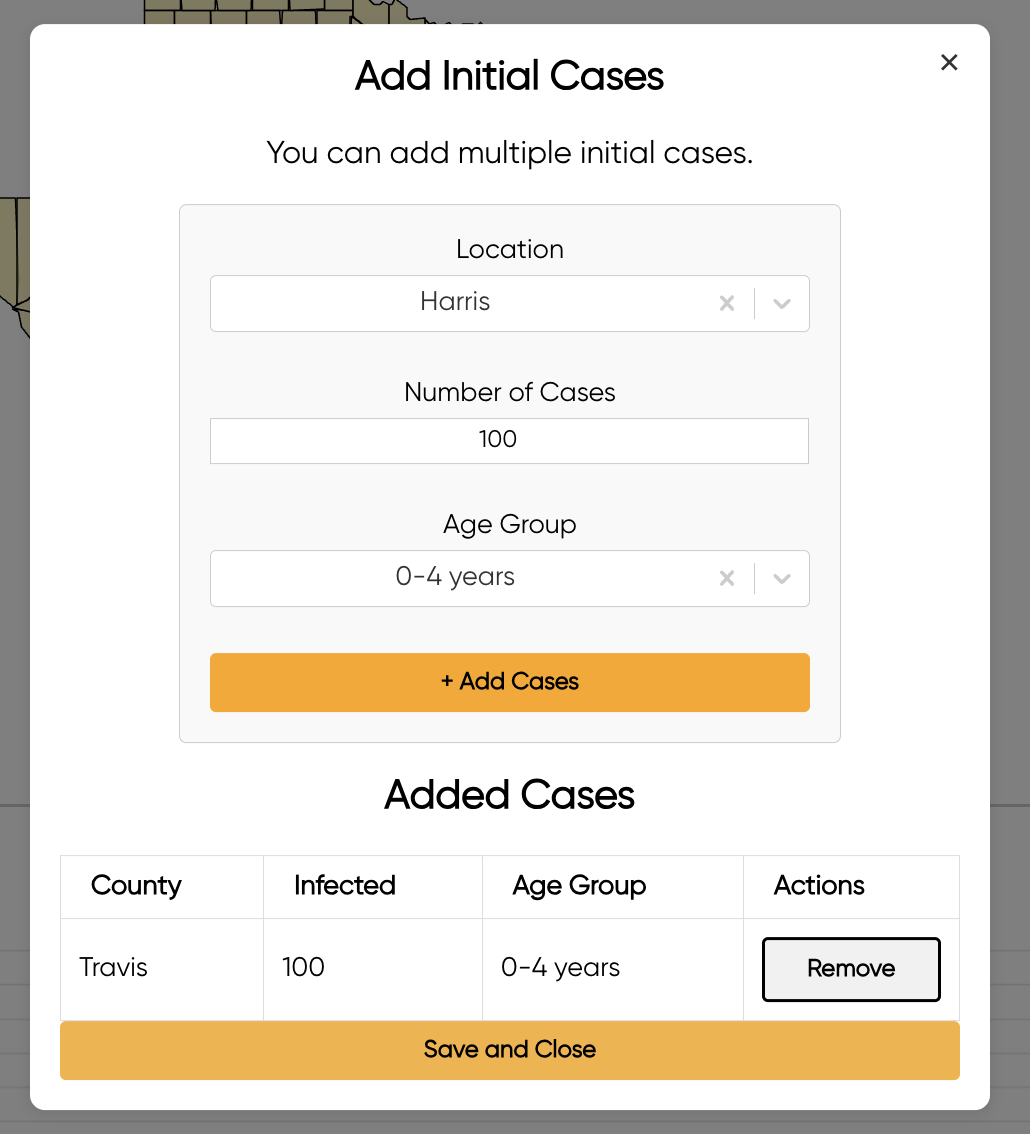 Add Initial Cases
×
You can add multiple initial cases.
Location
Harris
Number of Cases
100
Age Group
0-4 years
+ Add Cases
Added Cases
County Infected Age Group Actions
Travis 100 0-4 years Remove
Save and Close